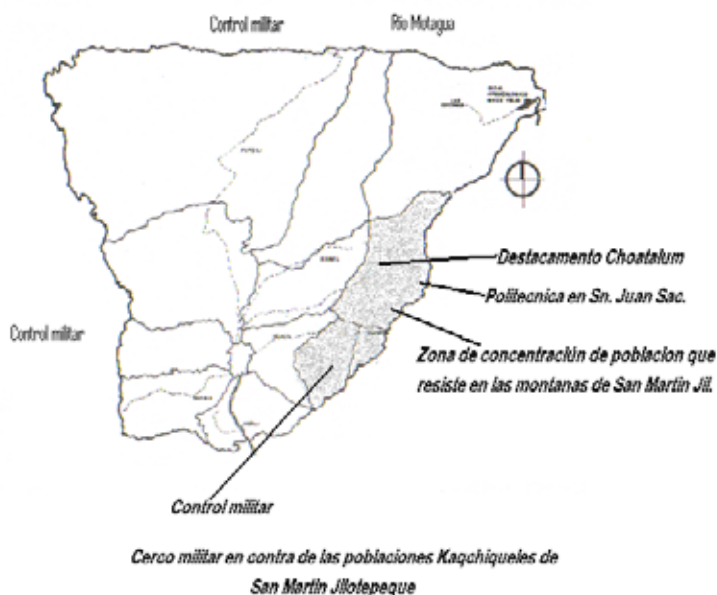 Control militar
Río Motagua
Destacamento Choatalum
Politecnica en Sn. Juan Sac.
Control militar
Zona de concentraciún de poblacion que
resiste en las montanas de San Martin Jil.
Control militar
Cerco militar en contra de las poblaciones Kaqchiqueles de
San Martin Jilotepeque